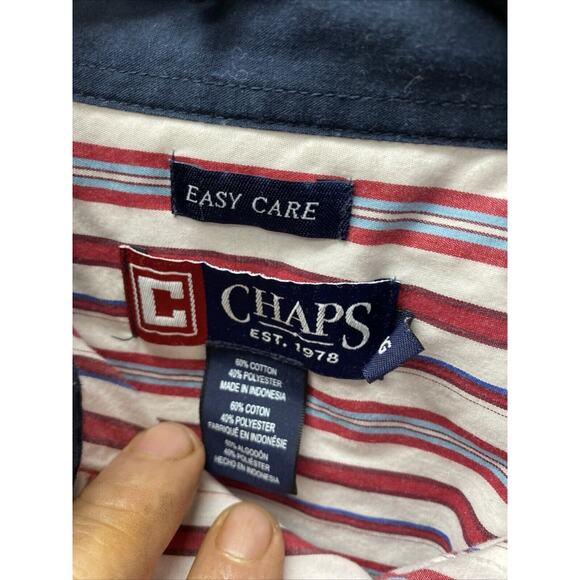 EASY CARE
C
CHAPS
EST. 1978
G
60% COTTON
40% POLYESTER
MADE IN INDONESIA
60% COTON
40% POLYESTER
FABRIQUÉ EN INDONÉSIE
60% ALGODÓN
40% POLIÉSTER
HECHO EN INDONESIA